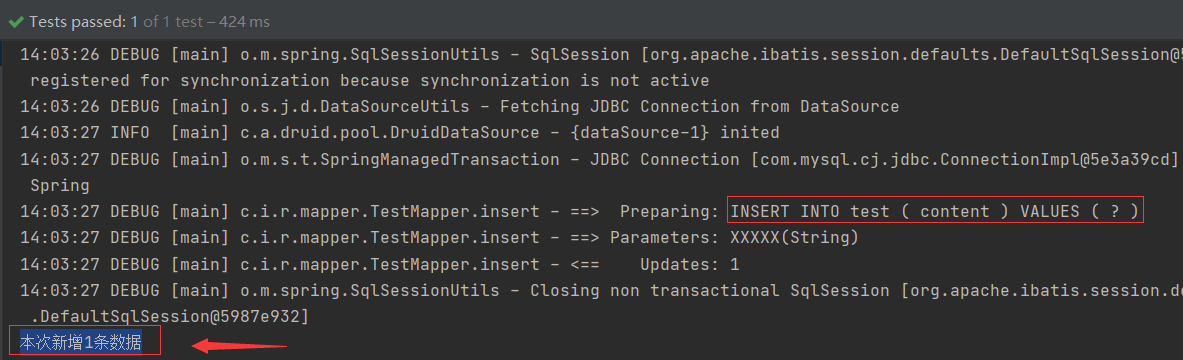 Tests passed: 1 of 1 test – 424 ms
14:03:26 DEBUG [main] o.m.spring.SqlSessionUtils - SqlSession [org.apache.ibatis.session.defaults.DefaultSqlSession@5
registered for synchronization because synchronization is not active
14:03:26 DEBUG [main] o.s.j.d.DataSourceUtils - Fetching JDBC Connection from DataSource
14:03:27 INFO  [main] c.a.druid.pool.DruidDataSource - {dataSource-1} inited
14:03:27 DEBUG [main] o.m.s.t.SpringManagedTransaction - JDBC Connection [com.mysql.cj.jdbc.ConnectionImpl@5e3a39cd]
Spring
14:03:27 DEBUG [main] c.i.r.mapper.TestMapper.insert - ==>  Preparing: INSERT INTO test ( content ) VALUES ( ? )
14:03:27 DEBUG [main] c.i.r.mapper.TestMapper.insert - ==> Parameters: XXXXX(String)
14:03:27 DEBUG [main] c.i.r.mapper.TestMapper.insert - <==    Updates: 1
14:03:27 DEBUG [main] o.m.spring.SqlSessionUtils - Closing non transactional SqlSession [org.apache.ibatis.session.de
.DefaultSqlSession@5987e932]
本次新增1条数据